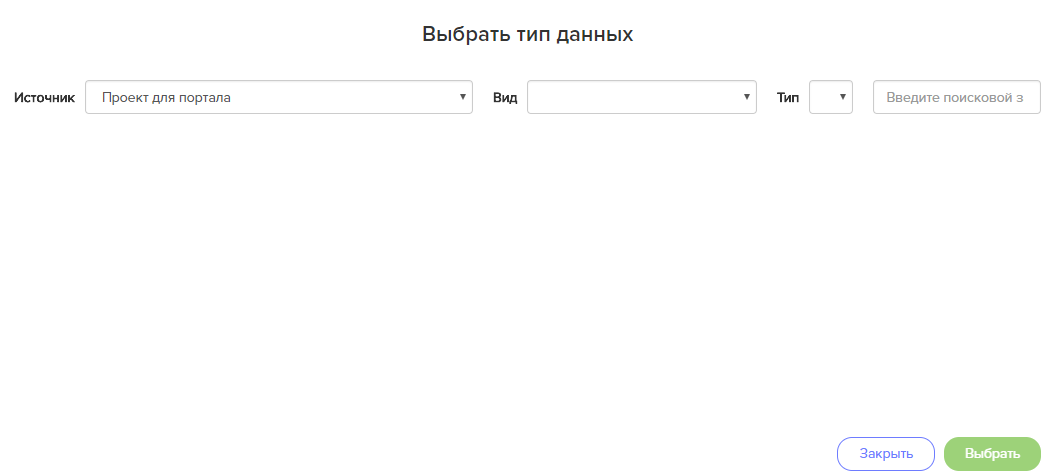 Выбрать тип данных
Источник Проект для портала Вид Тип Введите поисковой з
Закрыть Выбрать